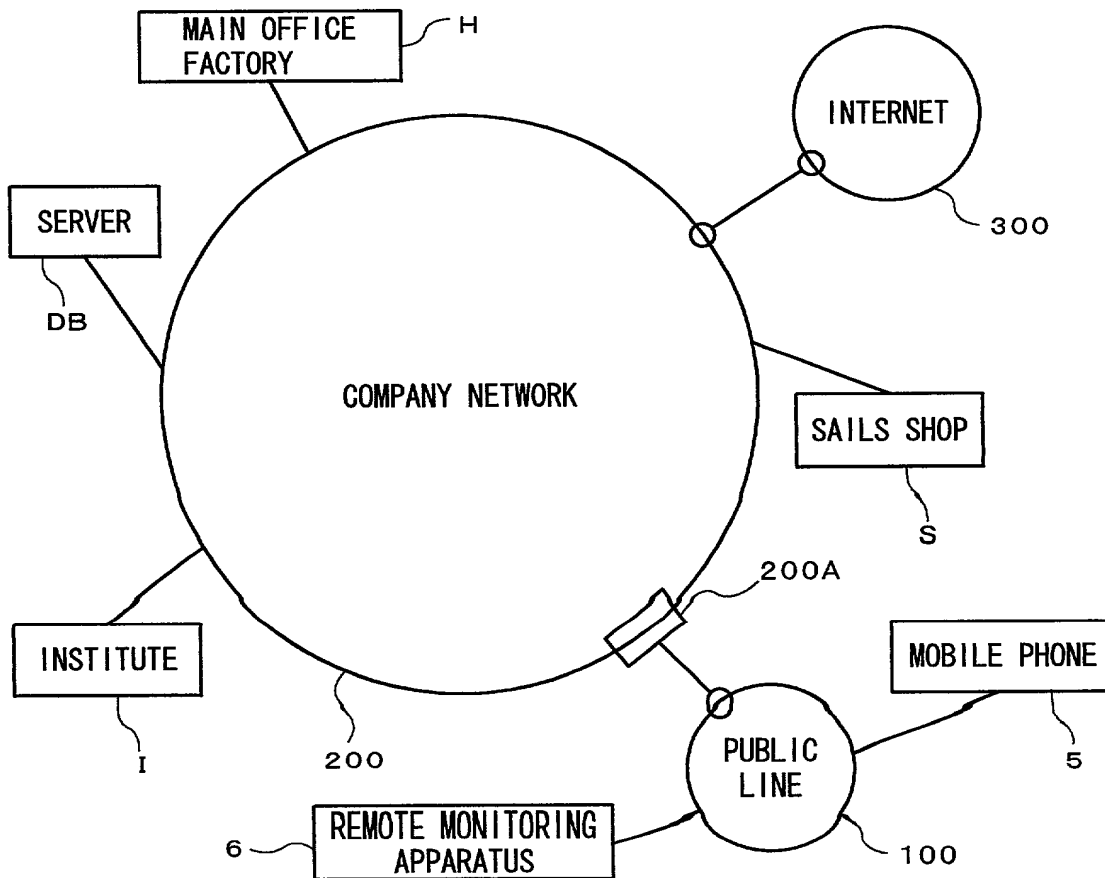 MAIN OFFICE
FACTORY
H
INTERNET
300
SERVER
DB
COMPANY NETWORK
SAILS SHOP
S
200A
INSTITUTE
I
200
MOBILE PHONE
5
PUBLIC
LINE
100
REMOTE MONITORING
APPARATUS
6